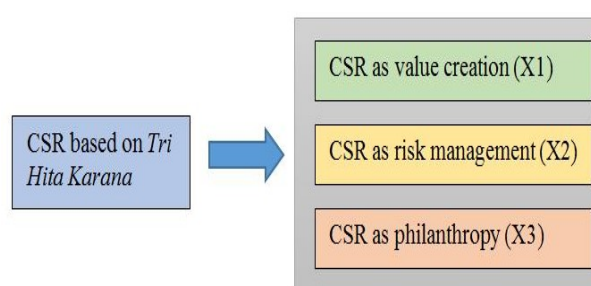 CSR based on Tri
Hita Karana
CSR as value creation (X1)
CSR as risk management (X2)
CSR as philanthropy (X3)